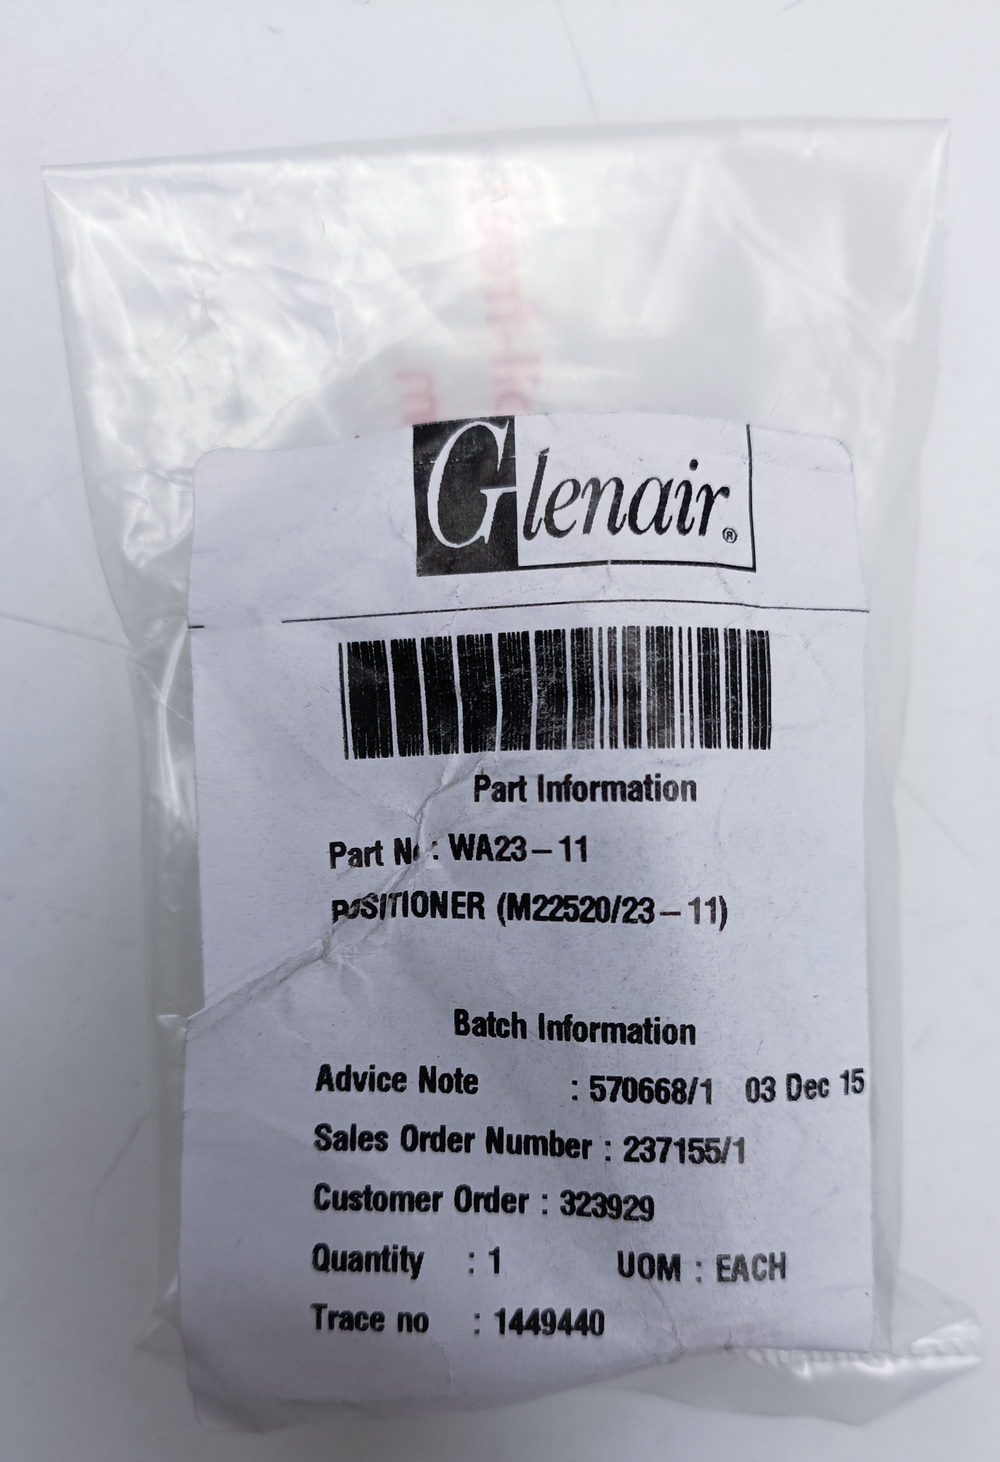 Glenair®
Part Information
Part No : WA23-11
POSITIONER (M22520/23-11)
Batch Information
Advice Note : 570668/1 03 Dec 15
Sales Order Number : 237155/1
Customer Order : 323929
Quantity : 1 UOM : EACH
Trace no : 1449440